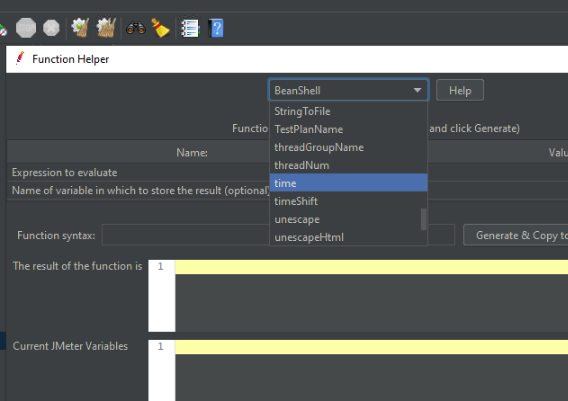 Function Helper
BeanShell
Help
StringToFile
TestPlanName
threadGroupName
threadNum
time
timeShift
unescape
unescapeHtml
Functio
and click Generate)
Name:
Valu
Expression to evaluate
Name of variable in which to store the result (optional)
Function syntax:
Generate & Copy to
The result of the function is
1
Current JMeter Variables
1